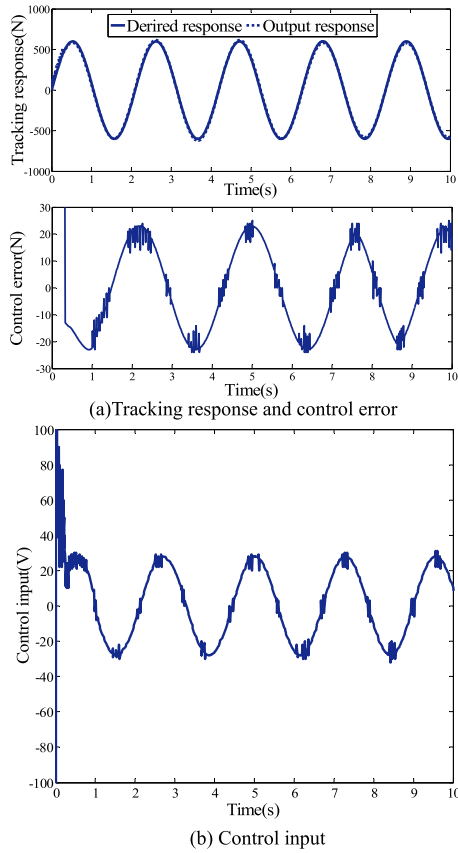 1000
500
0
-500
-1000
Tracking response(N)
Derired response
Output response
0 1 2 3 4 5 6 7 8 9 10
Time(s)
30
20
10
0
-10
-20
-30
Control error(N)
0 1 2 3 4 5 6 7 8 9 10
Time(s)
(a)Tracking response and control error
100
80
60
40
20
0
-20
-40
-60
-80
-100
Control input(V)
0 1 2 3 4 5 6 7 8 9 10
Time(s)
(b) Control input